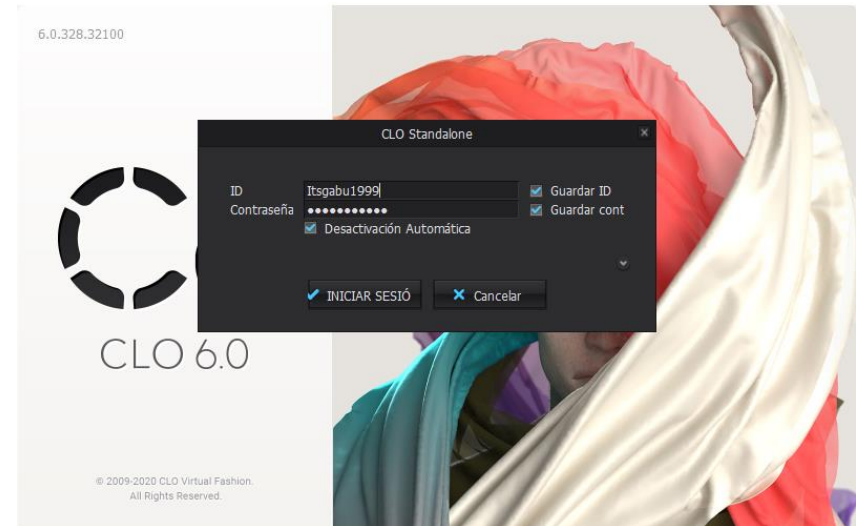 6.0.328.32100
CLO Standalone
ID Itsgabu1999 Guardar ID
Contraseña ●●●●●●●●●●● Guardar cont
Desactivación Automática
INICIAR SESIÓ Cancelar
CLO 6.0
© 2009-2020 CLO Virtual Fashion.
All Rights Reserved.